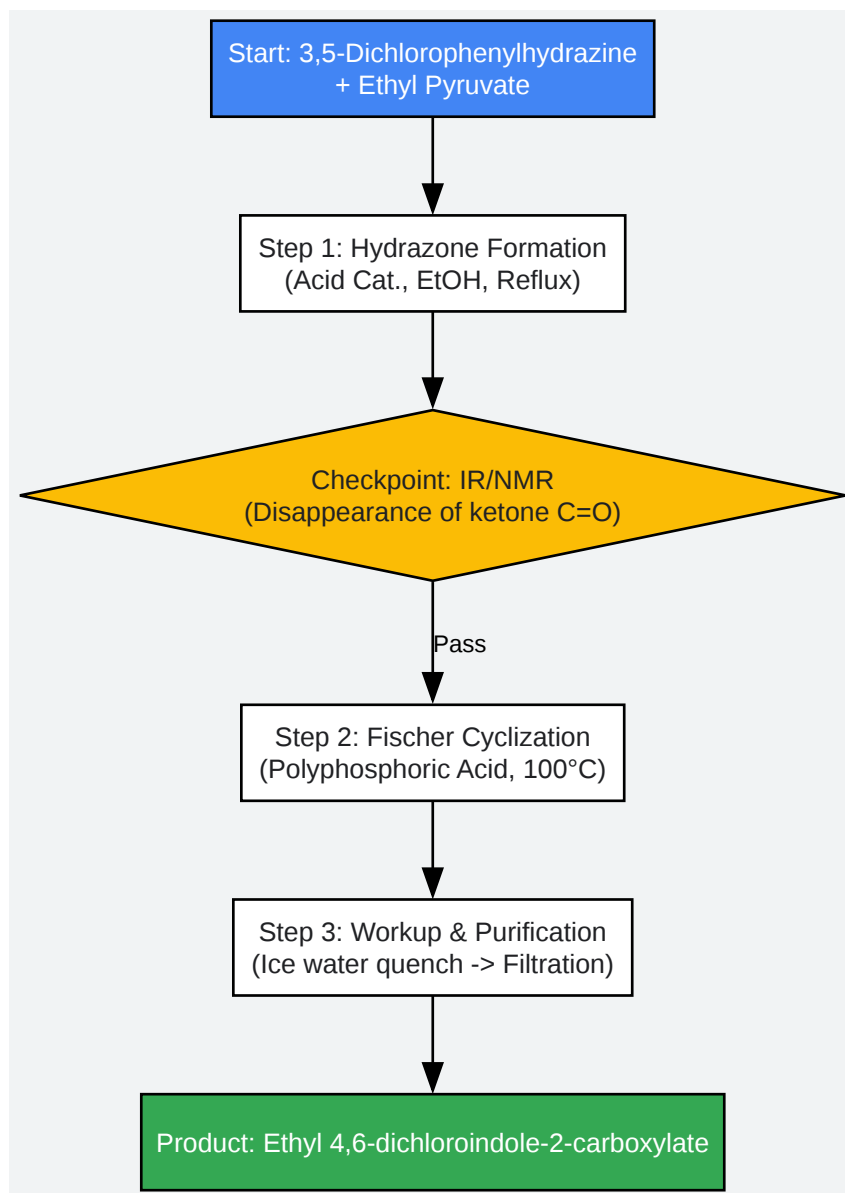 Start: 3,5-Dichlorophenylhydrazine
+ Ethyl Pyruvate
Step 1: Hydrazone Formation
(Acid Cat., EtOH, Reflux)
Checkpoint: IR/NMR
(Disappearance of ketone C=O)
Pass
Step 2: Fischer Cyclization
(Polyphosphoric Acid, 100°C)
Step 3: Workup & Purification
(Ice water quench -> Filtration)
Product: Ethyl 4,6-dichloroindole-2-carboxylate